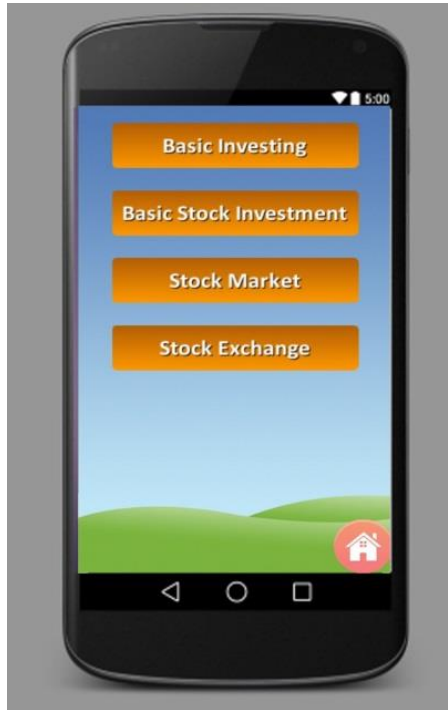 5:00
Basic Investing
Basic Stock Investment
Stock Market
Stock Exchange